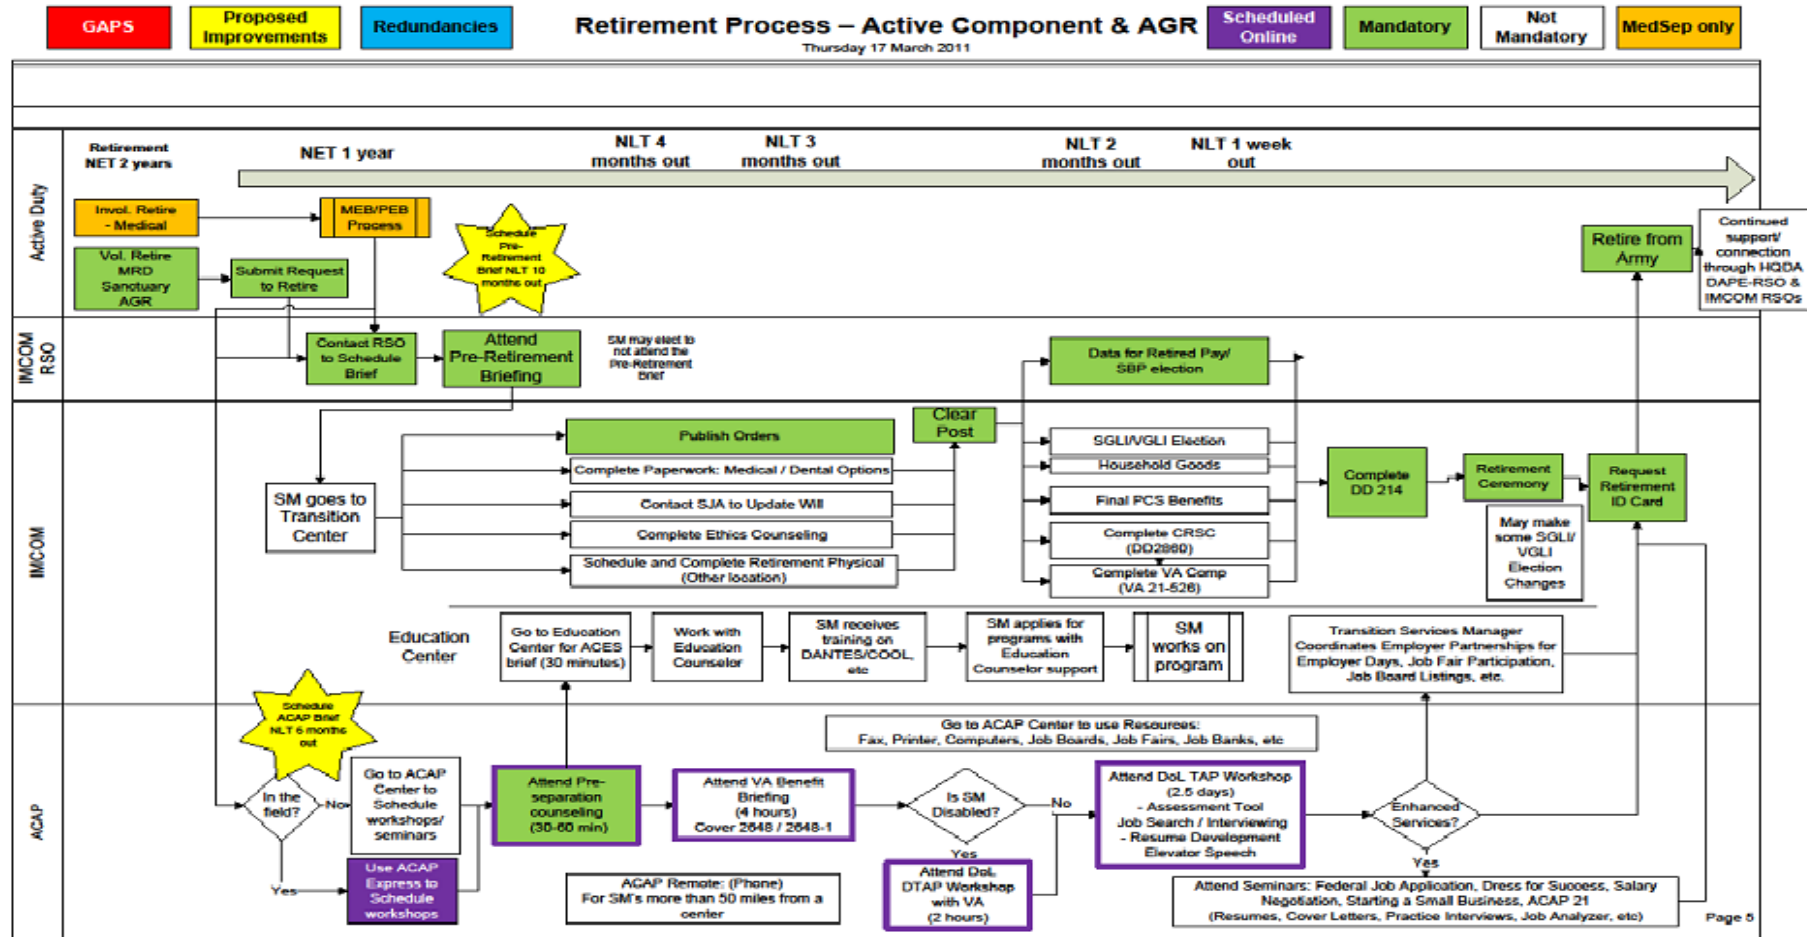 GAPS
Proposed
Improvements
Redundancies
Retirement Process – Active Component & AGR
Thursday 17 March 2011
Scheduled
Online
Mandatory
Not
Mandatory
MedSep only
Retirement
NET 2 years
NET 1 year
NLT 4
months out
NLT 3
months out
NLT 2
months out
NLT 1 week
out
Active Duty
Invol. Retire
- Medical
MEB/PEB
Process
Schedule
Pre-
Retirement
Brief NLT 10
months out
Vol. Retire
MRD
Sanctuary
AGR
Submit Request
to Retire
Retire from
Army
Continued
support/
connection
through HQDA
DAPE-RSO &
IMCOM RSOs
IMCOM
RSO
Contact RSO
to Schedule
Brief
Attend
Pre-Retirement
Briefing
SM may elect to
not attend the
Pre-Retirement
Brief
Data for Retired Pay/
SBP election
IMCOM
SM goes to
Transition
Center
Publish Orders
Complete Paperwork: Medical / Dental Options
Contact SJA to Update Will
Complete Ethics Counseling
Schedule and Complete Retirement Physical
(Other location)
Clear
Post
SGLI/VGLI Election
Household Goods
Final PCS Benefits
Complete CRSC
(DD2860)
Complete VA Comp
(VA 21-526)
Complete
DD 214
Retirement
Ceremony
Request
Retirement
ID Card
May make
some SGLI/
VGLI
Election
Changes
Education
Center
Go to Education
Center for ACES
brief (30 minutes)
Work with
Education
Counselor
SM receives
training on
DANTES/COOL,
etc
SM applies for
programs with
Education
Counselor support
SM
works on
program
Transition Services Manager
Coordinates Employer Partnerships for
Employer Days, Job Fair Participation,
Job Board Listings, etc.
ACAP
Schedule
ACAP Brief
NLT 6 months
out
In the
field?
No
Yes
Go to ACAP
Center to
Schedule
workshops/
seminars
Use ACAP
Express to
Schedule
workshops
Attend Pre-
separation
counseling
(30-60 min)
Attend VA Benefit
Briefing
(4 hours)
Cover 2648 / 2648-1
ACAP Remote: (Phone)
For SM's more than 50 miles from a
center
Go to ACAP Center to use Resources:
Fax, Printer, Computers, Job Boards, Job Fairs, Job Banks, etc
Is SM
Disabled?
No
Yes
Attend DoL
DTAP Workshop
with VA
(2 hours)
Attend DoL TAP Workshop
(2.5 days)
- Assessment Tool
Job Search / Interviewing
- Resume Development
Elevator Speech
Enhanced
Services?
Yes
Attend Seminars: Federal Job Application, Dress for Success, Salary
Negotiation, Starting a Small Business, ACAP 21
(Resumes, Cover Letters, Practice Interviews, Job Analyzer, etc)
Page 5